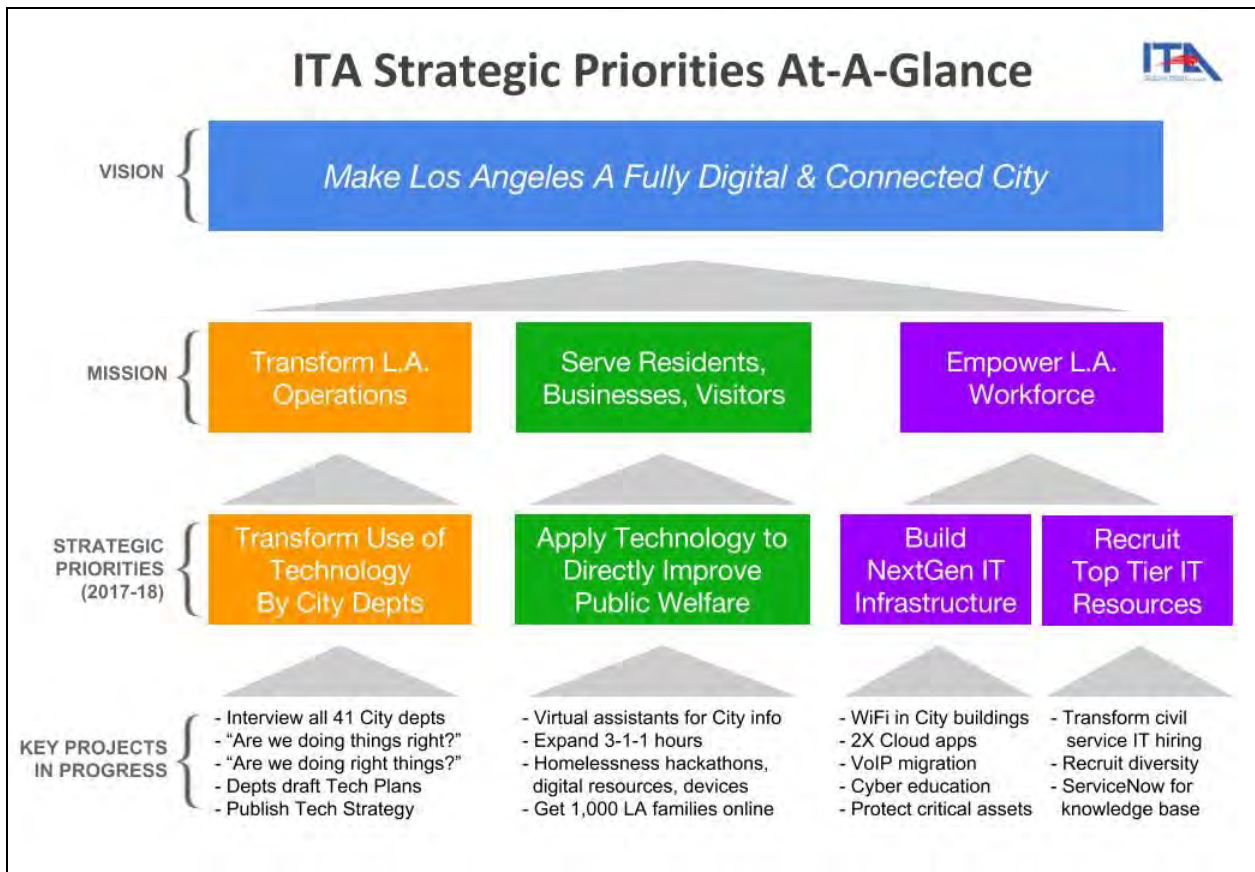 ITA Strategic Priorities At-A-Glance
ITA
VISION
Make Los Angeles A Fully Digital & Connected City
MISSION
Transform L.A.
Operations
Serve Residents,
Businesses, Visitors
Empower L.A.
Workforce
STRATEGIC
PRIORITIES
(2017-18)
Transform Use of
Technology
By City Depts
Apply Technology to
Directly Improve
Public Welfare
Build
NextGen IT
Infrastructure
Recruit
Top Tier IT
Resources
KEY PROJECTS
IN PROGRESS
- Interview all 41 City depts
- “Are we doing things right?”
- “Are we doing right things?”
- Depts draft Tech Plans
- Publish Tech Strategy
- Virtual assistants for City info
- Expand 3-1-1 hours
- Homelessness hackathons,
digital resources, devices
- Get 1,000 LA families online
- WiFi in City buildings
- 2X Cloud apps
- VoIP migration
- Cyber education
- Protect critical assets
- Transform civil
service IT hiring
- Recruit diversity
- ServiceNow for
knowledge base